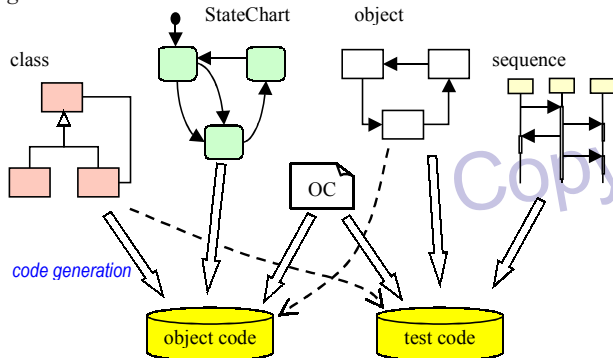 StateChart
object
class
sequence
OC
Copy
code generation
object code
test code